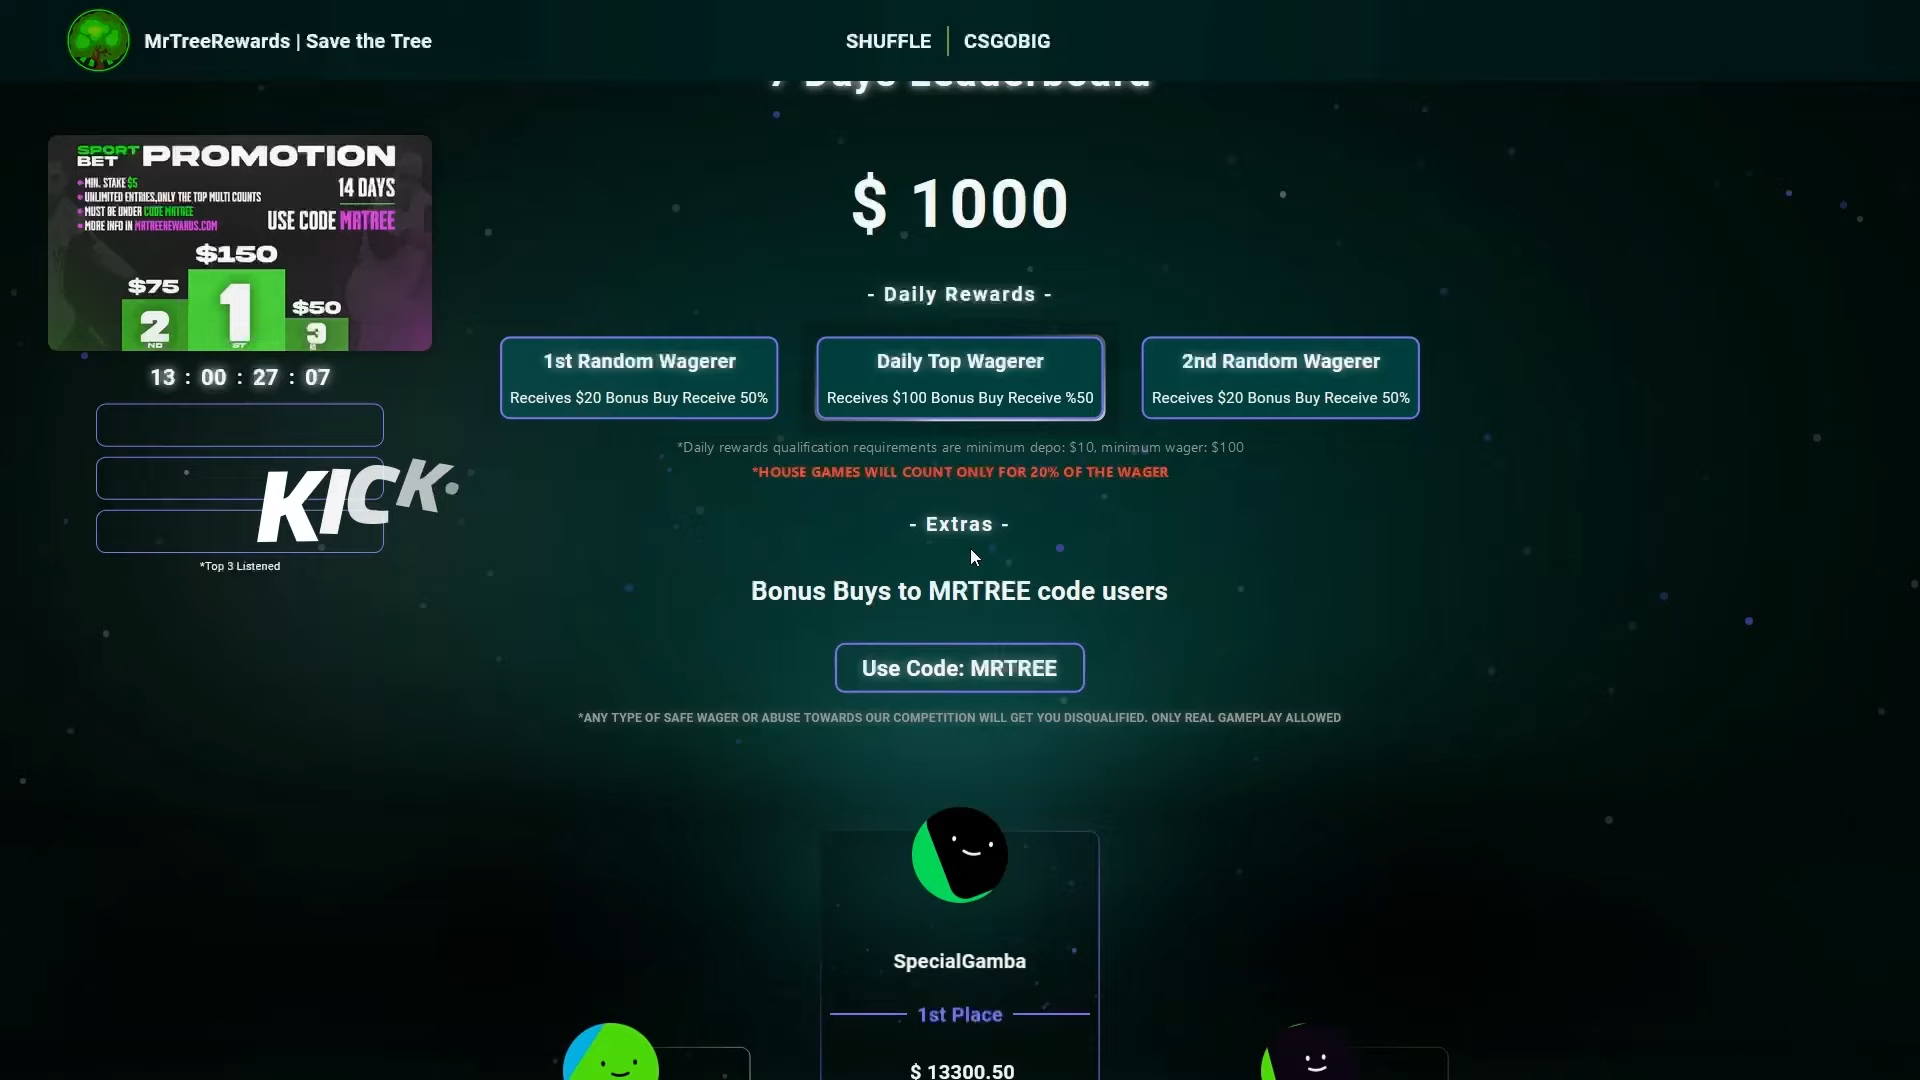 MrTreeRewards | Save the Tree
SHUFFLE
CSGOBIG
7 Days Leaderboard
$ 1000
SPORT
BET
PROMOTION
MIN. STAKE $5
UNLIMITED ENTRIES,ONLY THE TOP MULTI COUNTS
MUST BE UNDER CODE MRTREE
MORE INFO IN MRTREEREWARDS.COM
14 DAYS
USE CODE MRTREE
$150
$75
$50
1
ST
2
ND
3
13 : 00 : 27 : 07
KICK.
*Top 3 Listened
- Daily Rewards -
1st Random Wagerer
Receives $20 Bonus Buy Receive 50%
Daily Top Wagerer
Receives $100 Bonus Buy Receive %50
2nd Random Wagerer
Receives $20 Bonus Buy Receive 50%
*Daily rewards qualification requirements are minimum depo: $10, minimum wager: $100
*HOUSE GAMES WILL COUNT ONLY FOR 20% OF THE WAGER
- Extras -
Bonus Buys to MRTREE code users
Use Code: MRTREE
*ANY TYPE OF SAFE WAGER OR ABUSE TOWARDS OUR COMPETITION WILL GET YOU DISQUALIFIED. ONLY REAL GAMEPLAY ALLOWED
SpecialGamba
1st Place
$ 13300.50